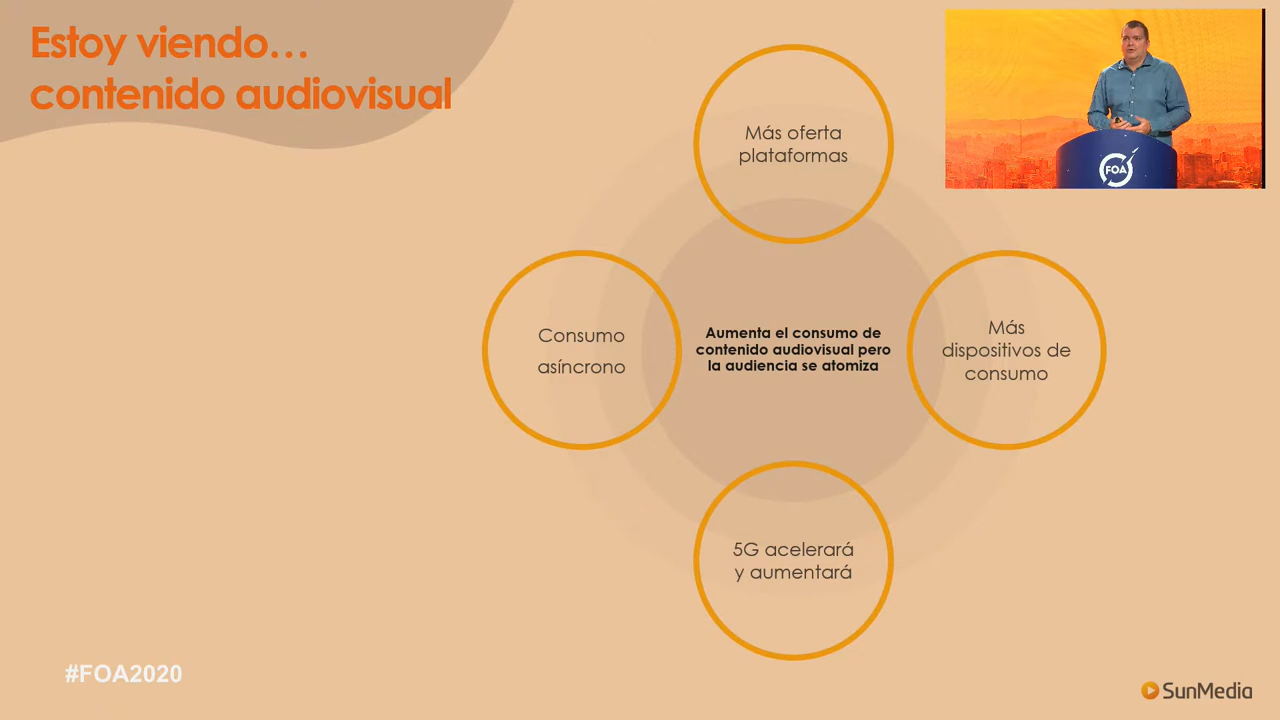 Estoy viendo…
contenido audiovisual
Más oferta
plataformas
FOA
Consumo
asíncrono
Aumenta el consumo de
contenido audiovisual pero
la audiencia se atomiza
Más
dispositivos de
consumo
5G acelerará
y aumentará
#FOA2020
SunMedia